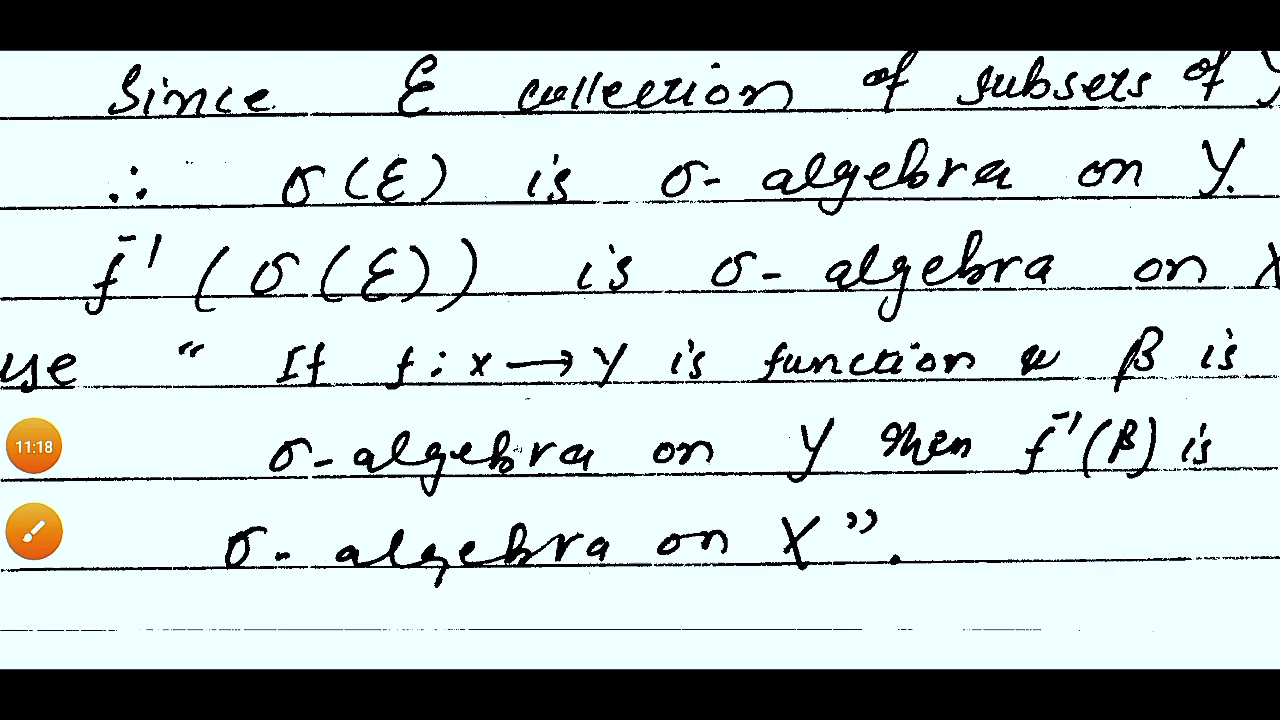 Since ℰ collection of subsets of Y
∴ σ(ℰ) is σ- algebra on Y.
f⁻¹ (σ(ℰ)) is σ- algebra on X
use " If f: x → y is function & β is
11:18
σ-algebra on Y then f⁻¹(β) is
σ- algebra on X".